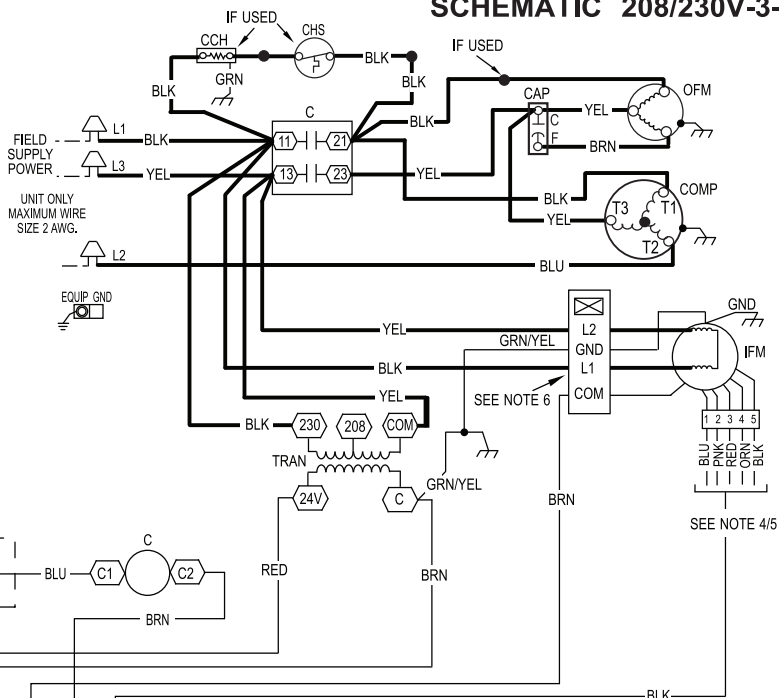 SCHEMATIC 208/230V-3-
IF USED
CCH
CHS
BLK
GRN
BLK
BLK
IF USED
CAP
OFM
C
C
F
YEL
BRN
BLK
FIELD
SUPPLY
POWER
L1
BLK
11
21
L3
YEL
13
23
YEL
BLK
YEL
COMP
T3
T1
T2
UNIT ONLY
MAXIMUM WIRE
SIZE 2 AWG.
L2
BLU
EQUIP GND
YEL
GRN/YEL
BLK
YEL
L2
GND
L1
COM
GND
IFM
SEE NOTE 6
BLK
230
208
COM
TRAN
24V
C
GRN/YEL
1 2 3 4 5
BLU
PNK
RED
ORN
BLK
SEE NOTE 4/5
BRN
RED
BRN
C
BLU
C1
C2
BRN
BLK